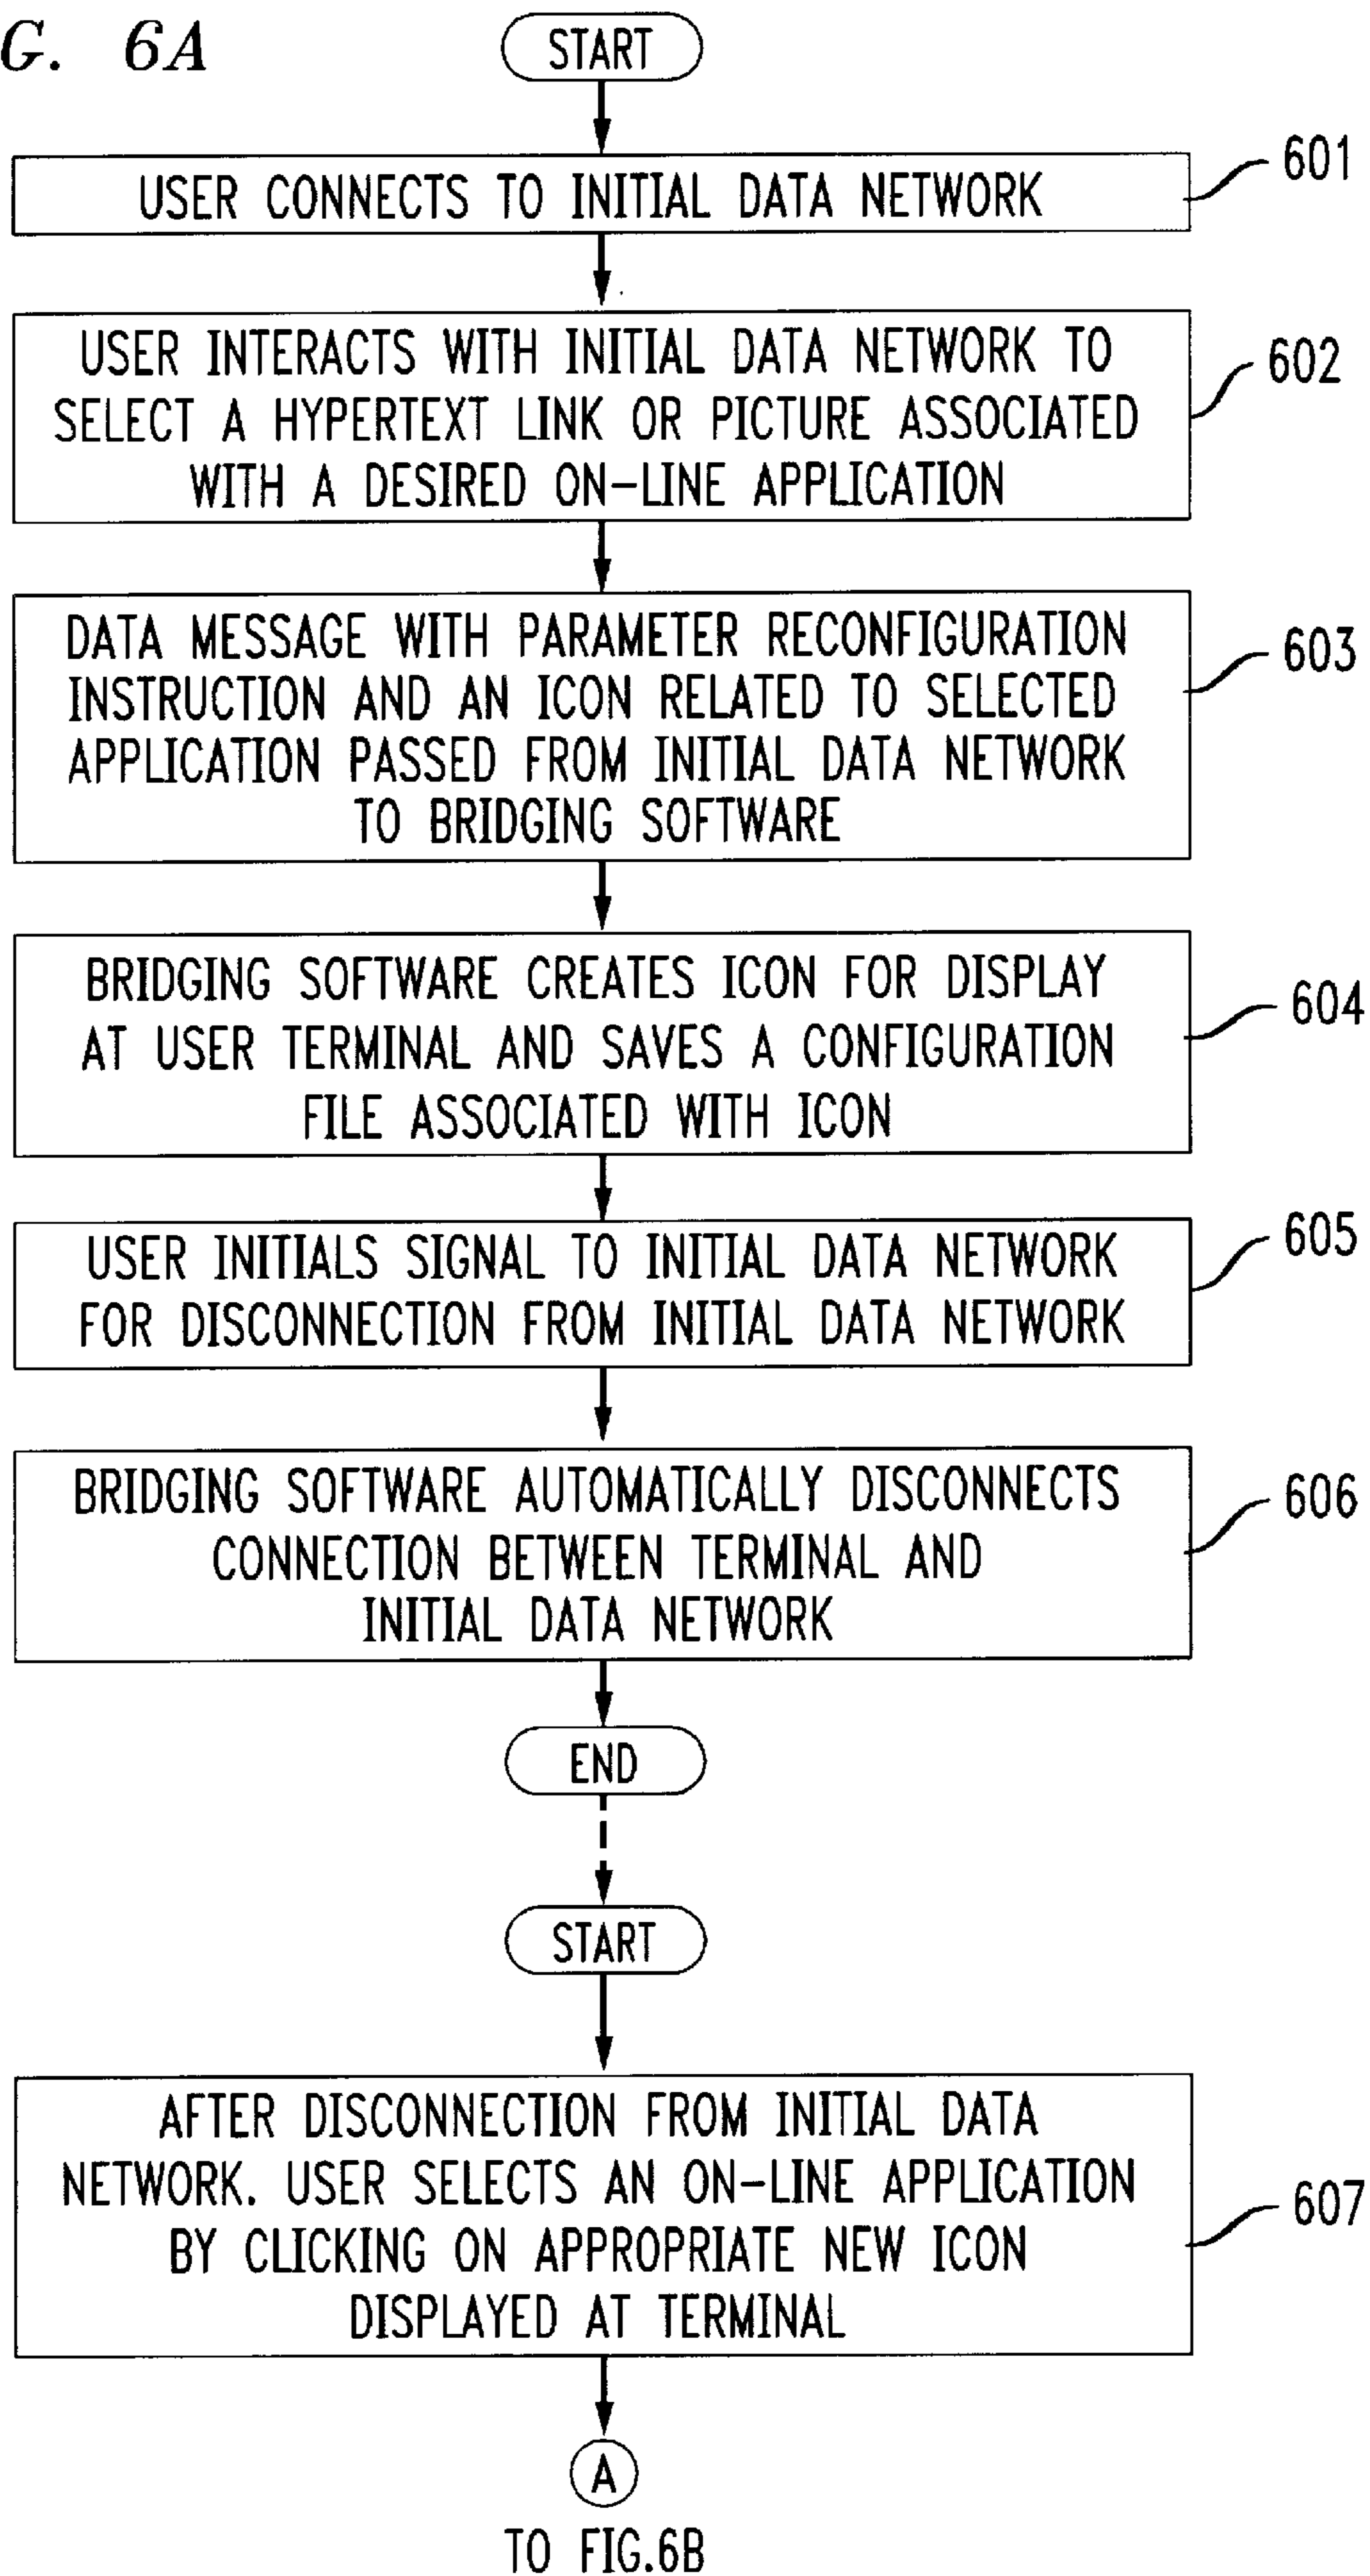 G. 6A
START
USER CONNECTS TO INITIAL DATA NETWORK
601
USER INTERACTS WITH INITIAL DATA NETWORK TO
SELECT A HYPERTEXT LINK OR PICTURE ASSOCIATED
WITH A DESIRED ON-LINE APPLICATION
602
DATA MESSAGE WITH PARAMETER RECONFIGURATION
INSTRUCTION AND AN ICON RELATED TO SELECTED
APPLICATION PASSED FROM INITIAL DATA NETWORK
TO BRIDGING SOFTWARE
603
BRIDGING SOFTWARE CREATES ICON FOR DISPLAY
AT USER TERMINAL AND SAVES A CONFIGURATION
FILE ASSOCIATED WITH ICON
604
USER INITIALS SIGNAL TO INITIAL DATA NETWORK
FOR DISCONNECTION FROM INITIAL DATA NETWORK
605
BRIDGING SOFTWARE AUTOMATICALLY DISCONNECTS
CONNECTION BETWEEN TERMINAL AND
INITIAL DATA NETWORK
606
END
START
AFTER DISCONNECTION FROM INITIAL DATA
NETWORK. USER SELECTS AN ON-LINE APPLICATION
BY CLICKING ON APPROPRIATE NEW ICON
DISPLAYED AT TERMINAL
607
A
TO FIG.6B